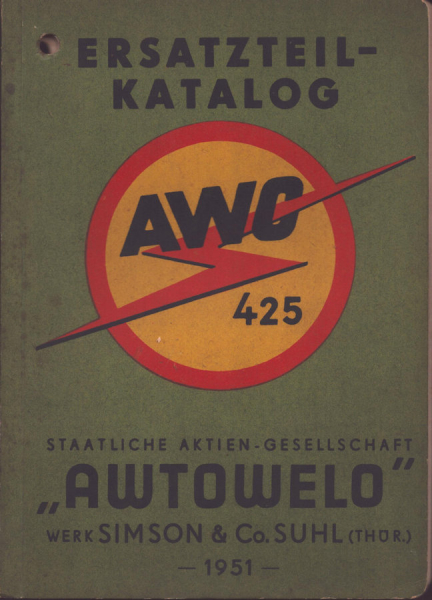 ERSATZTEIL-
KATALOG
AWO
425
STAATLICHE AKTIEN-GESELLSCHAFT
„AWTOWELO"
WERK SIMSON & Co. SUHL (THÜR.)
— 1951 —